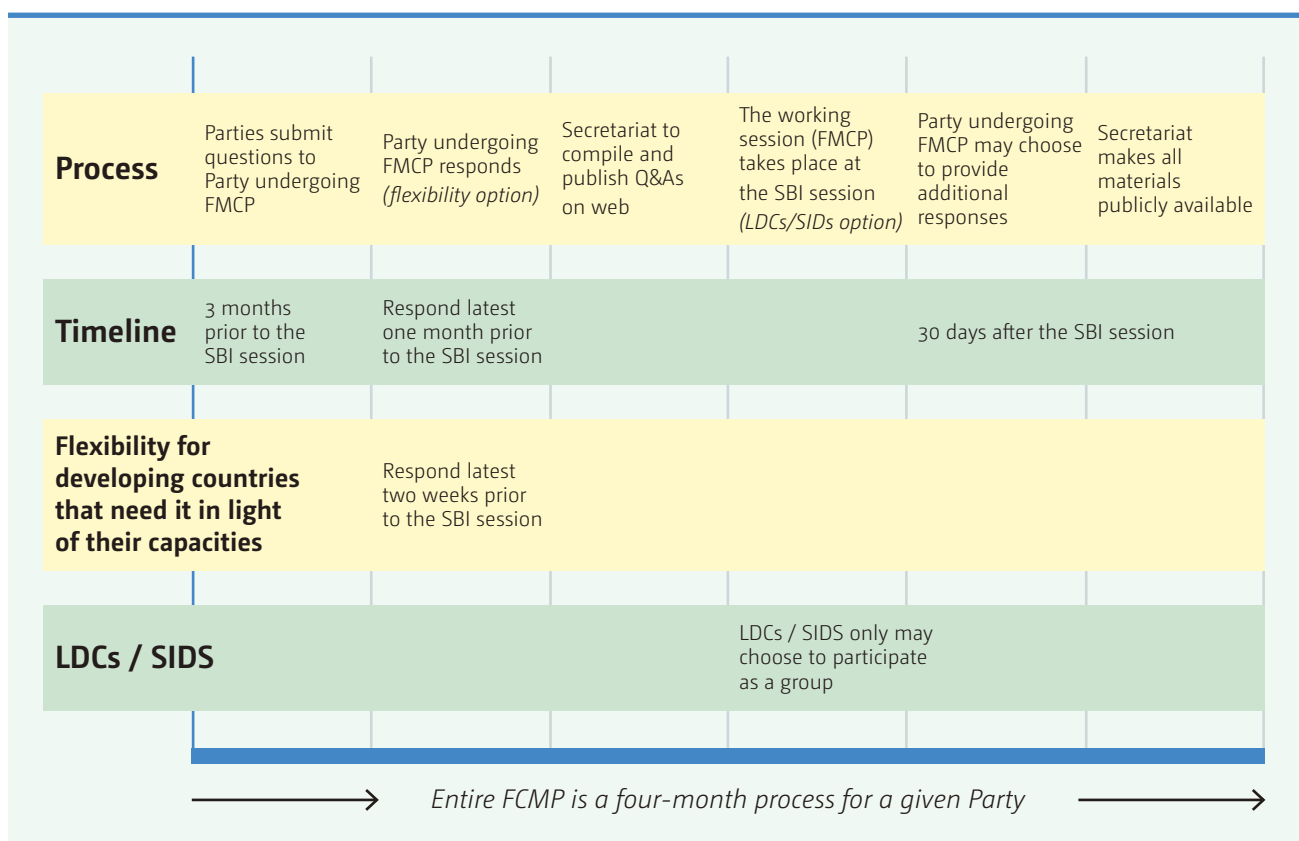 Process
Parties submit
questions to
Party undergoing
FMCP
Party undergoing
FMCP responds
(flexibility option)
Secretariat to
compile and
publish Q&As
on web
The working
session (FMCP)
takes place at
the SBI session
(LDCs/SIDs option)
Party undergoing
FMCP may choose
to provide
additional
responses
Secretariat
makes all
materials
publicly available
Timeline
3 months
prior to the
SBI session
Respond latest
one month prior
to the SBI session
30 days after the SBI session
Flexibility for
developing countries
that need it in light
of their capacities
Respond latest
two weeks prior
to the SBI session
LDCs / SIDS
LDCs / SIDS only may
choose to participate
as a group
Entire FCMP is a four-month process for a given Party